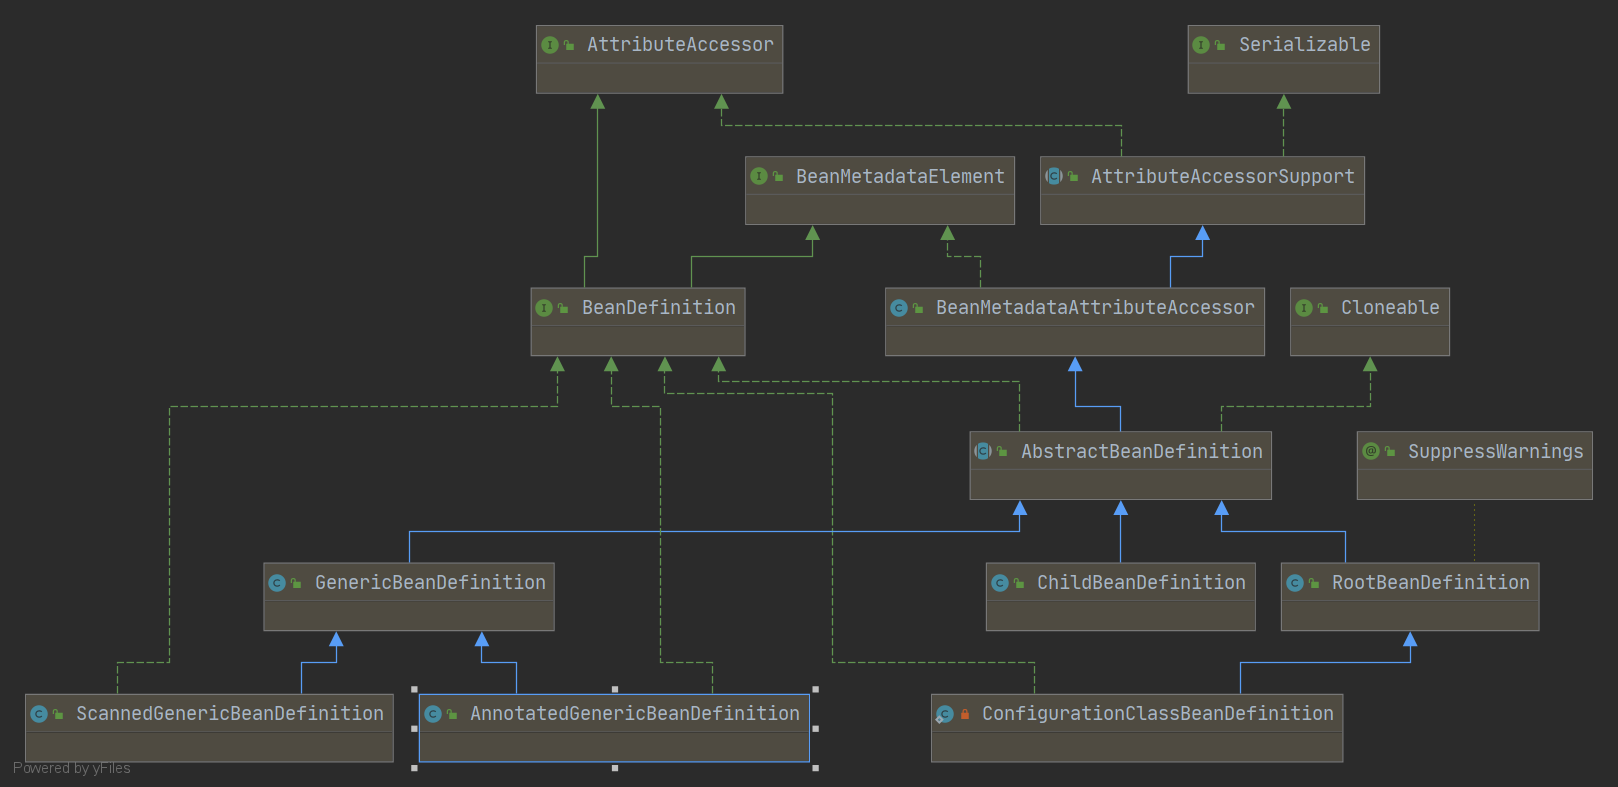 AttributeAccessor
Serializable
BeanMetadataElement
AttributeAccessorSupport
BeanDefinition
BeanMetadataAttributeAccessor
Cloneable
AbstractBeanDefinition
SuppressWarnings
GenericBeanDefinition
ChildBeanDefinition
RootBeanDefinition
ScannedGenericBeanDefinition
AnnotatedGenericBeanDefinition
ConfigurationClassBeanDefinition
Powered by yFiles